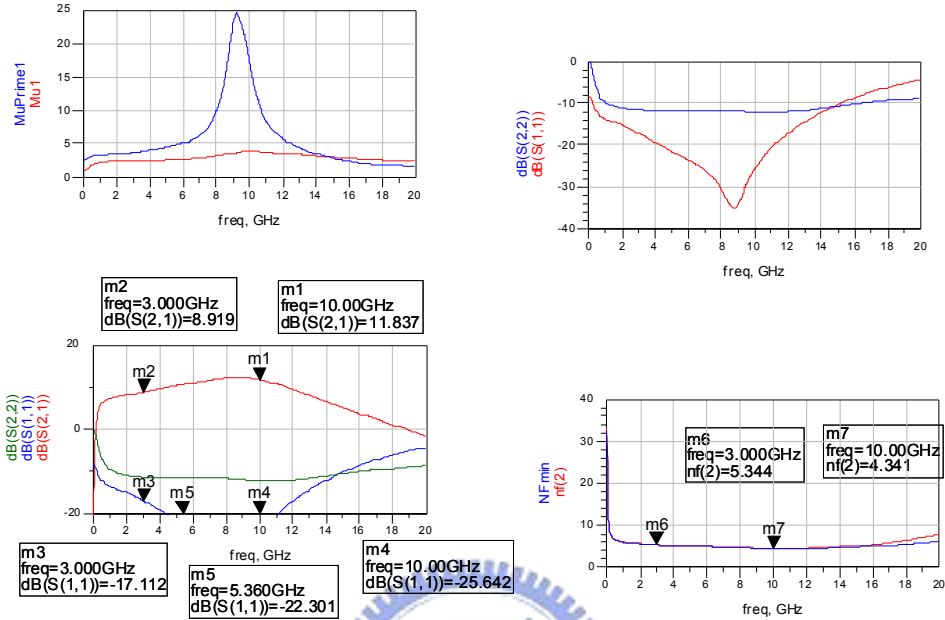 MuPrime1
Mu1
25
20
15
10
5
0
0 2 4 6 8 10 12 14 16 18 20
freq, GHz
dB(S(2,2))
dB(S(1,1))
0
-10
-20
-30
-40
0 2 4 6 8 10 12 14 16 18 20
freq, GHz
m2
freq=3.000GHz
dB(S(2,1))=8.919
m1
freq=10.00GHz
dB(S(2,1))=11.837
dB(S(2,2))
dB(S(1,1))
dB(S(2,1))
20
0
-20
m2
m1
m3
m5
m4
0 2 4 6 8 10 12 14 16 18 20
freq, GHz
m3
freq=3.000GHz
dB(S(1,1))=-17.112
m5
freq=5.360GHz
dB(S(1,1))=-22.301
m4
freq=10.00GHz
dB(S(1,1))=-25.642
NFmin
nf(2)
40
30
20
10
0
m6
freq=3.000GHz
nf(2)=5.344
m7
freq=10.00GHz
nf(2)=4.341
m6
m7
0 2 4 6 8 10 12 14 16 18 20
freq, GHz